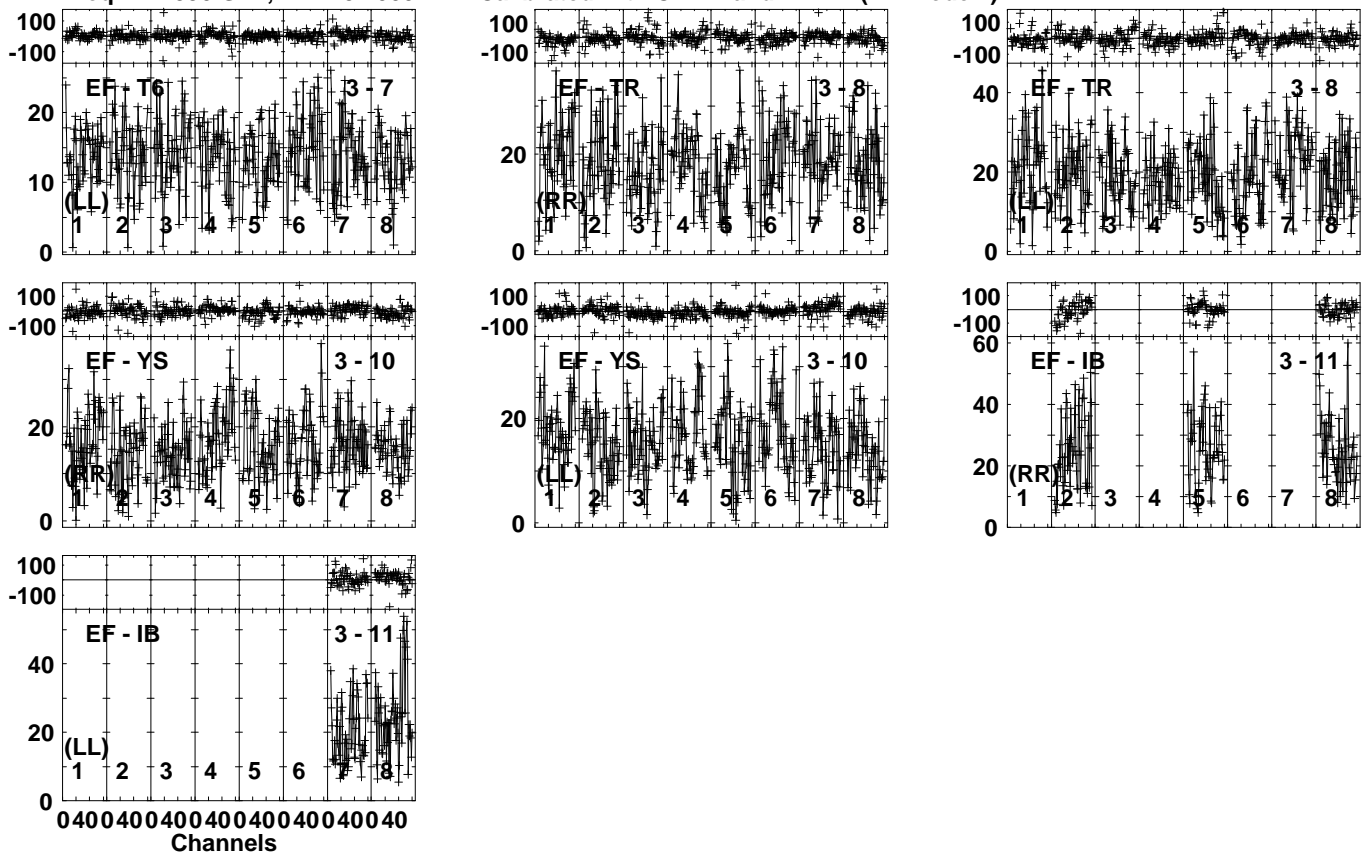 100
-100
EF - T6 3 - 7
20
10
(LL)
1 2 3 4 5 6 7 8
0
100
-100
EF - TR 3 - 8
20
(RR)
1 2 3 4 5 6 7 8
0
100
-100
EF - TR 3 - 8
40
20
(LL)
1 2 3 4 5 6 7 8
0
100
-100
EF - YS 3 - 10
20
(RR)
1 2 3 4 5 6 7 8
0
100
-100
EF - YS 3 - 10
20
(LL)
1 2 3 4 5 6 7 8
0
100
-100
60
EF - IB 3 - 11
40
20
(RR)
1 2 3 4 5 6 7 8
0
100
-100
EF - IB 3 - 11
40
20
(LL)
1 2 3 4 5 6 7 8
0
0 40 0 40 0 40 0 40 0 40 0 40 0 40 0 40
Channels